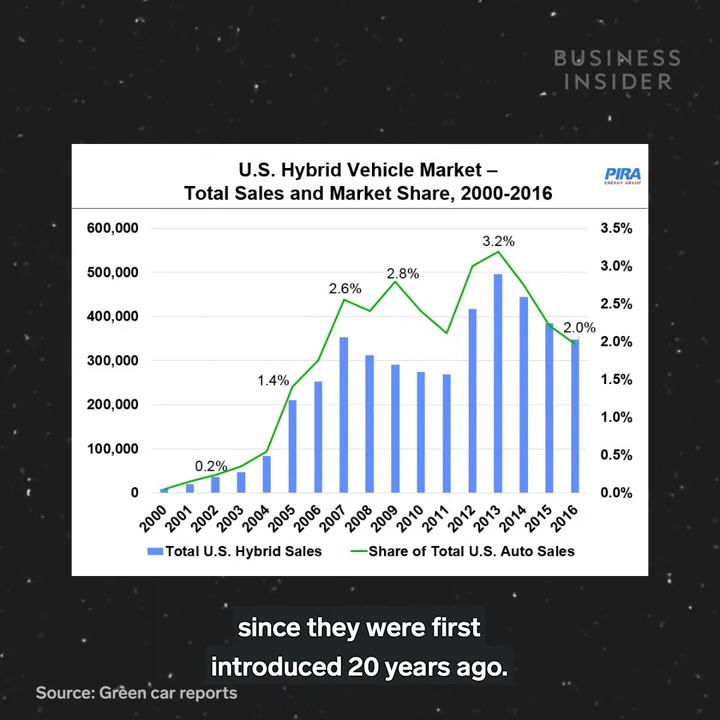 BUSINESS
INSIDER
U.S. Hybrid Vehicle Market –
Total Sales and Market Share, 2000-2016
PIRA
ENERGY GROUP
600,000
500,000
400,000
300,000
200,000
100,000
0
3.5%
3.0%
2.5%
2.0%
1.5%
1.0%
0.5%
0.0%
0.2%
1.4%
2.6%
2.8%
3.2%
2.0%
2000 2001 2002 2003 2004 2005 2006 2007 2008 2009 2010 2011 2012 2013 2014 2015 2016
Total U.S. Hybrid Sales Share of Total U.S. Auto Sales
since they were first
introduced 20 years ago.
Source: Green car reports